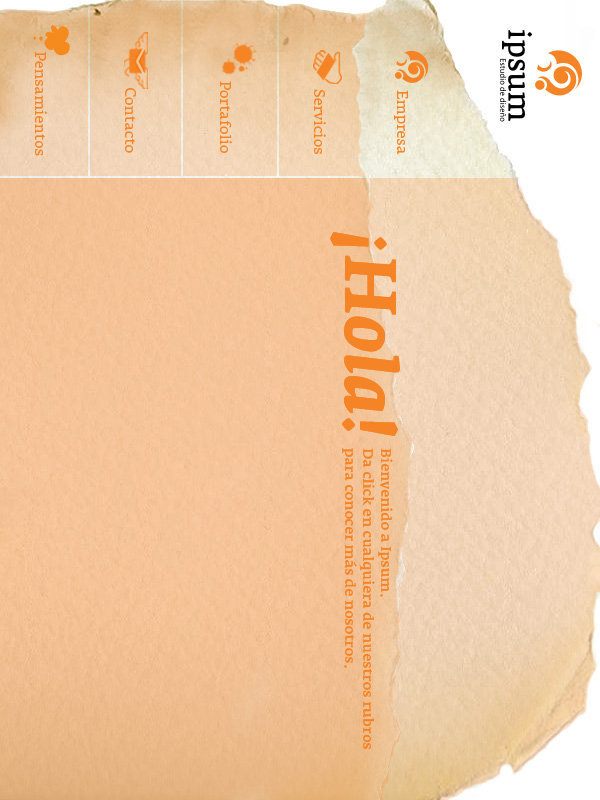 ipsum
Estudio de diseño
Empresa
Servicios
Portafolio
Contacto
Pensamientos
¡Hola!
Bienvenido a Ipsum.
Da click en cualquiera de nuestros rubros
para conocer más de nosotros.